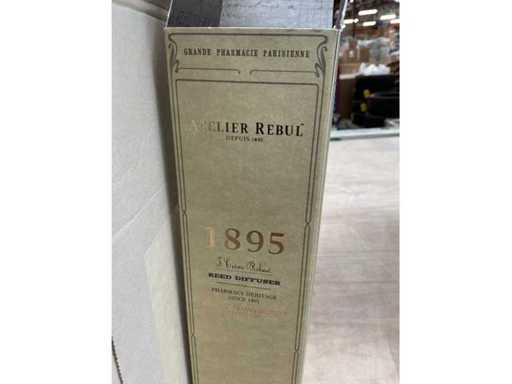 GRANDE PHARMACIE PARISIENNE
ATELIER REBUL
DEPUIS 1895
1895
REED DIFFUSER
PHARMACY HERITAGE
SINCE 1895